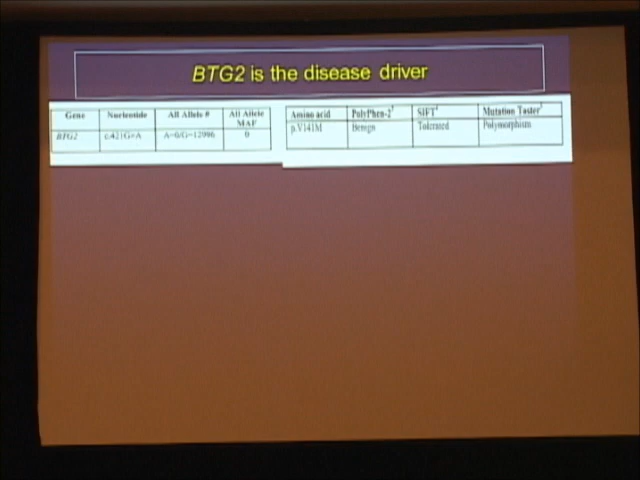 BTG2 is the disease driver
Gene Nucleotide All Allele # All Allele MAF
BTG2 c.421G>A A=0/G=12096 0
Amino acid PolyPhen-2 SIFT Mutation Taster
p.V141M Benign Tolerated Polymorphism